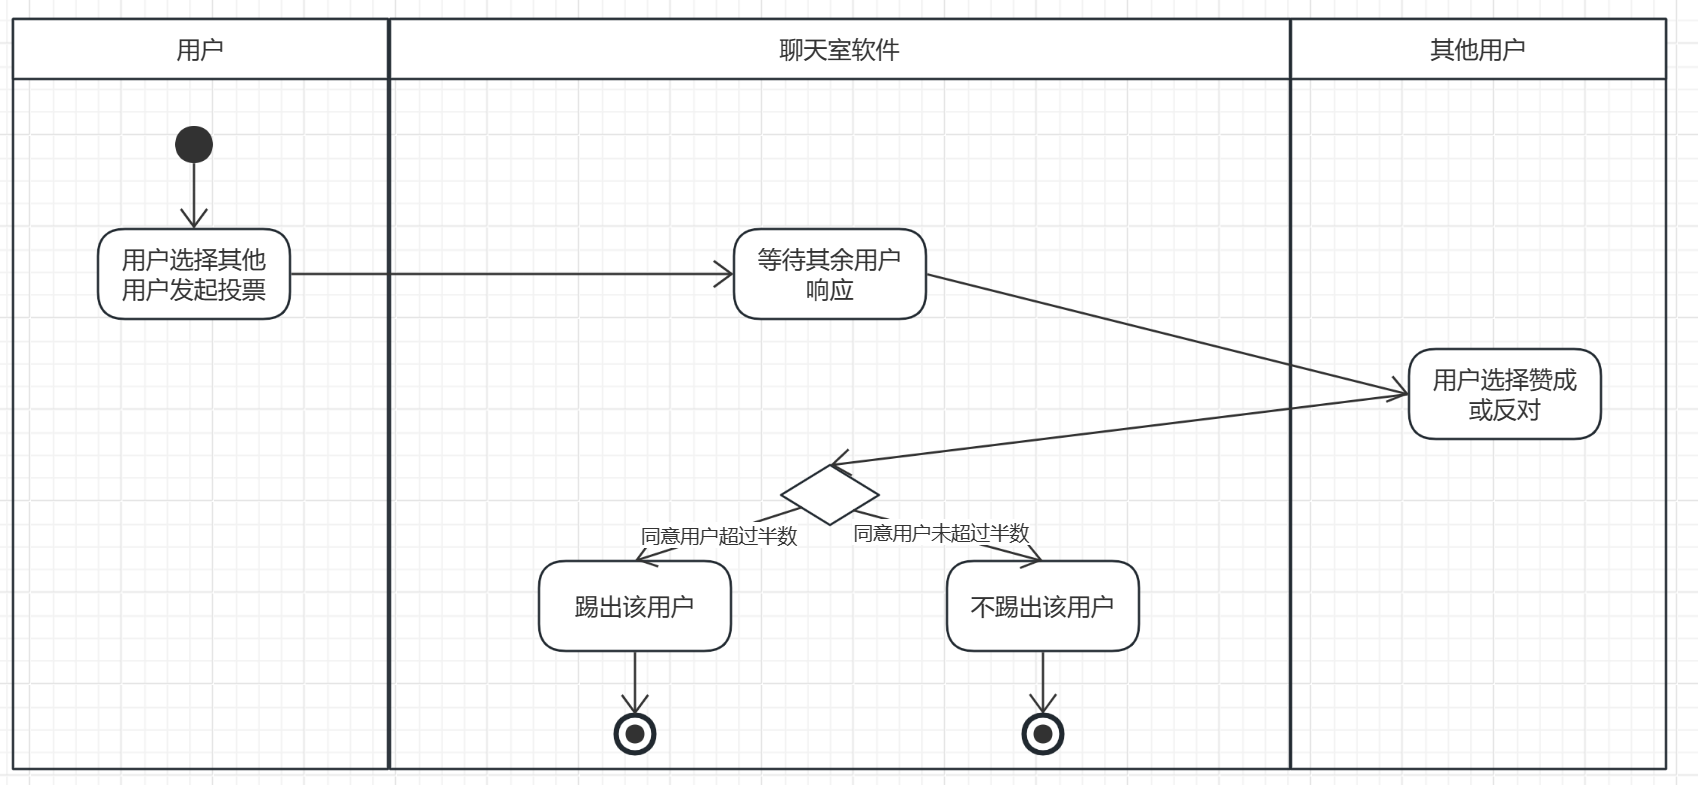 用户
聊天室软件
其他用户
用户选择其他
用户发起投票
等待其余用户
响应
用户选择赞成
或反对
同意用户超过半数
同意用户未超过半数
踢出该用户
不踢出该用户